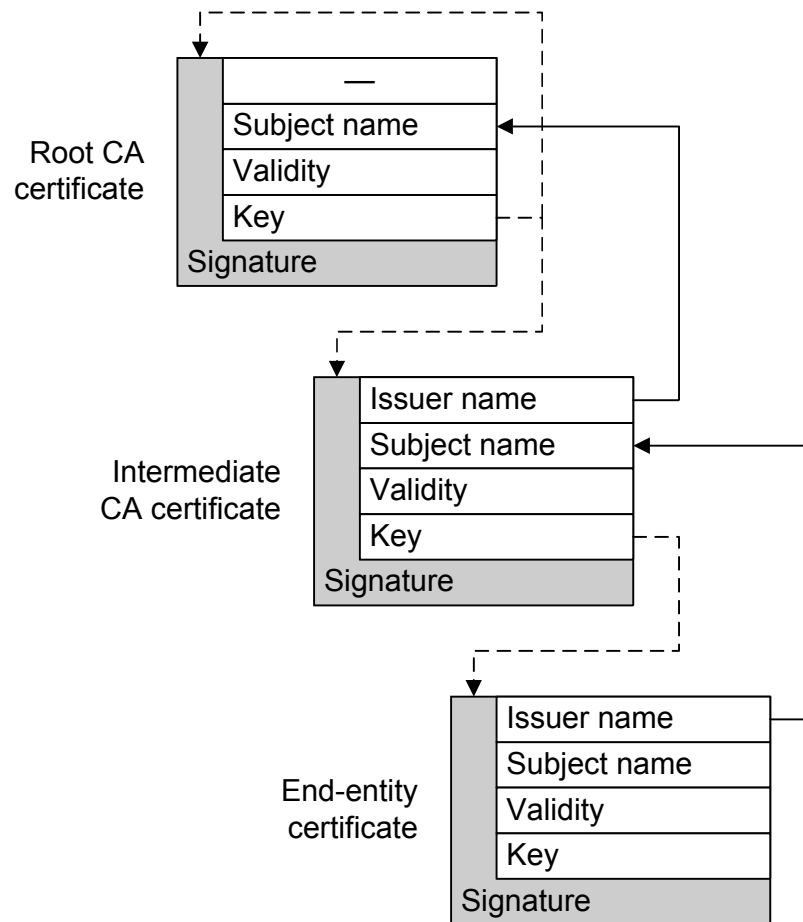 —
Subject name
Root CA
certificate
Validity
Key
Signature
Issuer name
Subject name
Intermediate
CA certificate
Validity
Key
Signature
Issuer name
Subject name
End-entity
certificate
Validity
Key
Signature